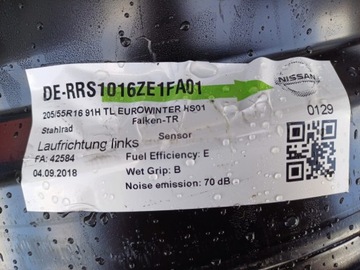 DE-RRS1016ZE1FA01
NISSAN
205/55R16 91H TL EUROWINTER HS01
Falken-TR
0129
Stahlrad
Sensor
Laufrichtung links
FA: 42584
Fuel Efficiency: E
04.09.2018
Wet Grip: B
Noise emission: 70 dB